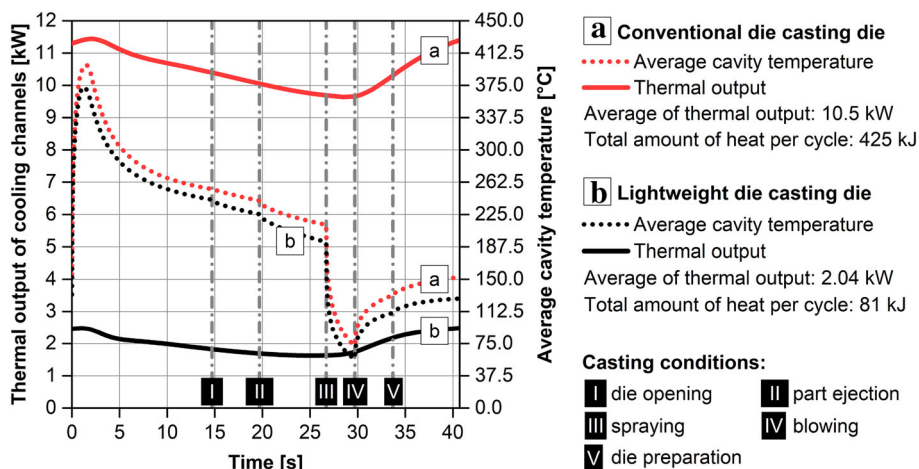 Thermal output of cooling channels [kW]
12
11
10
9
8
7
6
5
4
3
2
1
0
450.0
412.5
375.0
337.5
300.0
262.5
225.0
187.5
150.0
112.5
75.0
37.5
0.0
Average cavity temperature [°C]
a
b
a
b
I
II
III
IV
V
0
5
10
15
20
25
30
35
40
Time [s]
a Conventional die casting die
Average cavity temperature
Thermal output
Average of thermal output: 10.5 kW
Total amount of heat per cycle: 425 kJ
b Lightweight die casting die
Average cavity temperature
Thermal output
Average of thermal output: 2.04 kW
Total amount of heat per cycle: 81 kJ
Casting conditions:
I die opening
II part ejection
III spraying
IV blowing
V die preparation